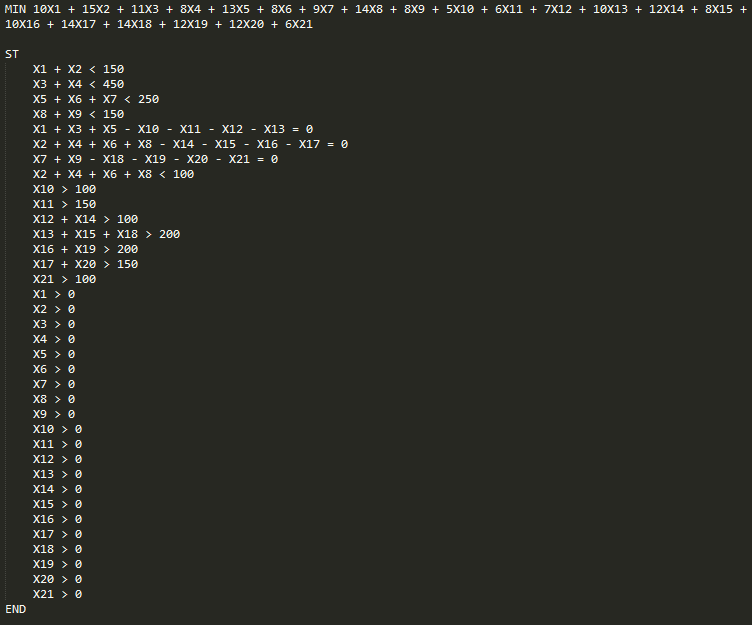 MIN 10X1 + 15X2 + 11X3 + 8X4 + 13X5 + 8X6 + 9X7 + 14X8 + 8X9 + 5X10 + 6X11 + 7X12 + 10X13 + 12X14 + 8X15 +
10X16 + 14X17 + 14X18 + 12X19 + 12X20 + 6X21
ST
X1 + X2 < 150
X3 + X4 < 450
X5 + X6 + X7 < 250
X8 + X9 < 150
X1 + X3 + X5 - X10 - X11 - X12 - X13 = 0
X2 + X4 + X6 + X8 - X14 - X15 - X16 - X17 = 0
X7 + X9 - X18 - X19 - X20 - X21 = 0
X2 + X4 + X6 + X8 < 100
X10 > 100
X11 > 150
X12 + X14 > 100
X13 + X15 + X18 > 200
X16 + X19 > 200
X17 + X20 > 150
X21 > 100
X1 > 0
X2 > 0
X3 > 0
X4 > 0
X5 > 0
X6 > 0
X7 > 0
X8 > 0
X9 > 0
X10 > 0
X11 > 0
X12 > 0
X13 > 0
X14 > 0
X15 > 0
X16 > 0
X17 > 0
X18 > 0
X19 > 0
X20 > 0
X21 > 0
END